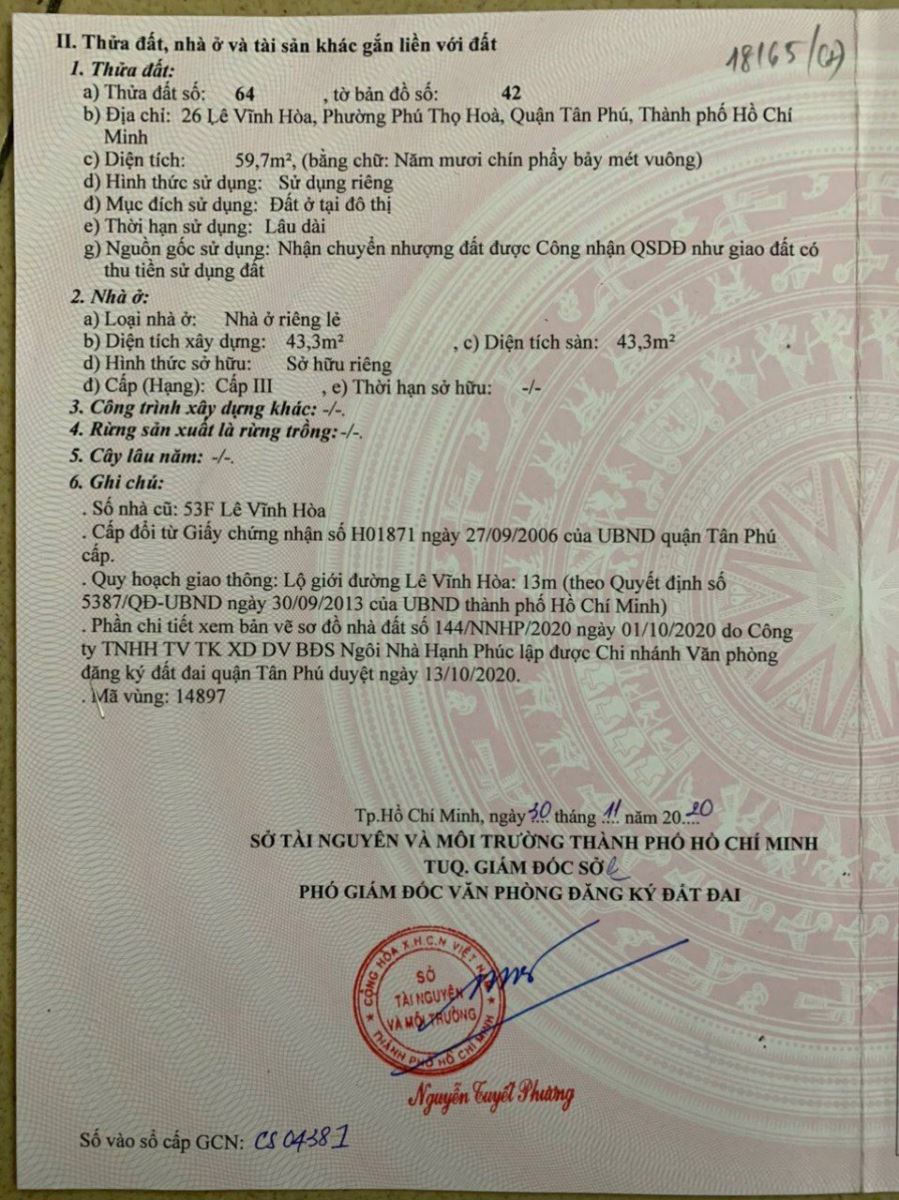 18165/
II. Thửa đất, nhà ở và tài sản khác gắn liền với đất
1. Thửa đất:
a) Thửa đất số: 64 , tờ bản đồ số: 42
b) Địa chỉ: 26 Lê Vĩnh Hòa, Phường Phú Thọ Hoà, Quận Tân Phú, Thành phố Hồ Chí
Minh
c) Diện tích: 59,7m², (bằng chữ: Năm mươi chín phẩy bảy mét vuông)
d) Hình thức sử dụng: Sử dụng riêng
đ) Mục đích sử dụng: Đất ở tại đô thị
e) Thời hạn sử dụng: Lâu dài
g) Nguồn gốc sử dụng: Nhận chuyển nhượng đất được Công nhận QSDĐ như giao đất có
thu tiền sử dụng đất
2. Nhà ở:
a) Loại nhà ở: Nhà ở riêng lẻ
b) Diện tích xây dựng: 43,3m² , c) Diện tích sàn: 43,3m²
d) Hình thức sở hữu: Sở hữu riêng
đ) Cấp (Hạng): Cấp III , e) Thời hạn sở hữu: -/-
3. Công trình xây dựng khác: -/-.
4. Rừng sản xuất là rừng trồng: -/-.
5. Cây lâu năm: -/-.
6. Ghi chú:
. Số nhà cũ: 53F Lê Vĩnh Hòa
. Cấp đổi từ Giấy chứng nhận số H01871 ngày 27/09/2006 của UBND quận Tân Phú
cấp.
. Quy hoạch giao thông: Lộ giới đường Lê Vĩnh Hòa: 13m (theo Quyết định số
5387/QĐ-UBND ngày 30/09/2013 của UBND thành phố Hồ Chí Minh)
. Phần chi tiết xem bản vẽ sơ đồ nhà đất số 144/NNHP/2020 ngày 01/10/2020 do Công
ty TNHH TV TK XD DV BĐS Ngôi Nhà Hạnh Phúc lập được Chi nhánh Văn phòng
đăng ký đất đai quận Tân Phú duyệt ngày 13/10/2020.
. Mã vùng: 14897
Tp.Hồ Chí Minh, ngày 30 tháng 11 năm 2020
SỞ TÀI NGUYÊN VÀ MÔI TRƯỜNG THÀNH PHỐ HỒ CHÍ MINH
TUQ. GIÁM ĐỐC SỞ
PHÓ GIÁM ĐỐC VĂN PHÒNG ĐĂNG KÝ ĐẤT ĐAI
CỘNG HÒA X.H.C.N VIỆT NAM
SỞ
TÀI NGUYÊN
VÀ MÔI TRƯỜNG
THÀNH PHỐ HỒ CHÍ MINH
Nguyễn Tuyết Phương
Số vào sổ cấp GCN: CS 04381